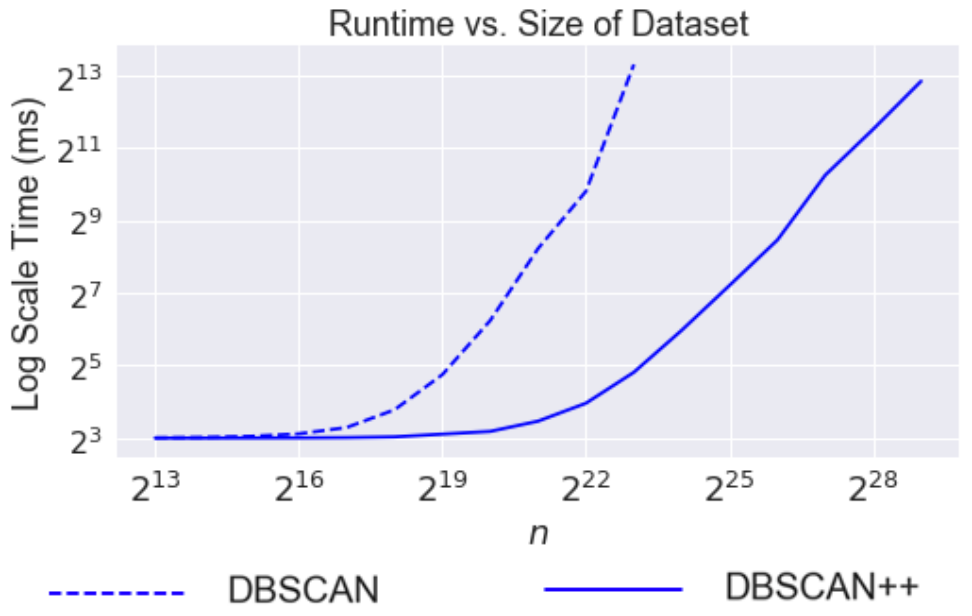 Runtime vs. Size of Dataset
Log Scale Time (ms)
2^13
2^11
2^9
2^7
2^5
2^3
2^13 2^16 2^19 2^22 2^25 2^28
n
DBSCAN DBSCAN++